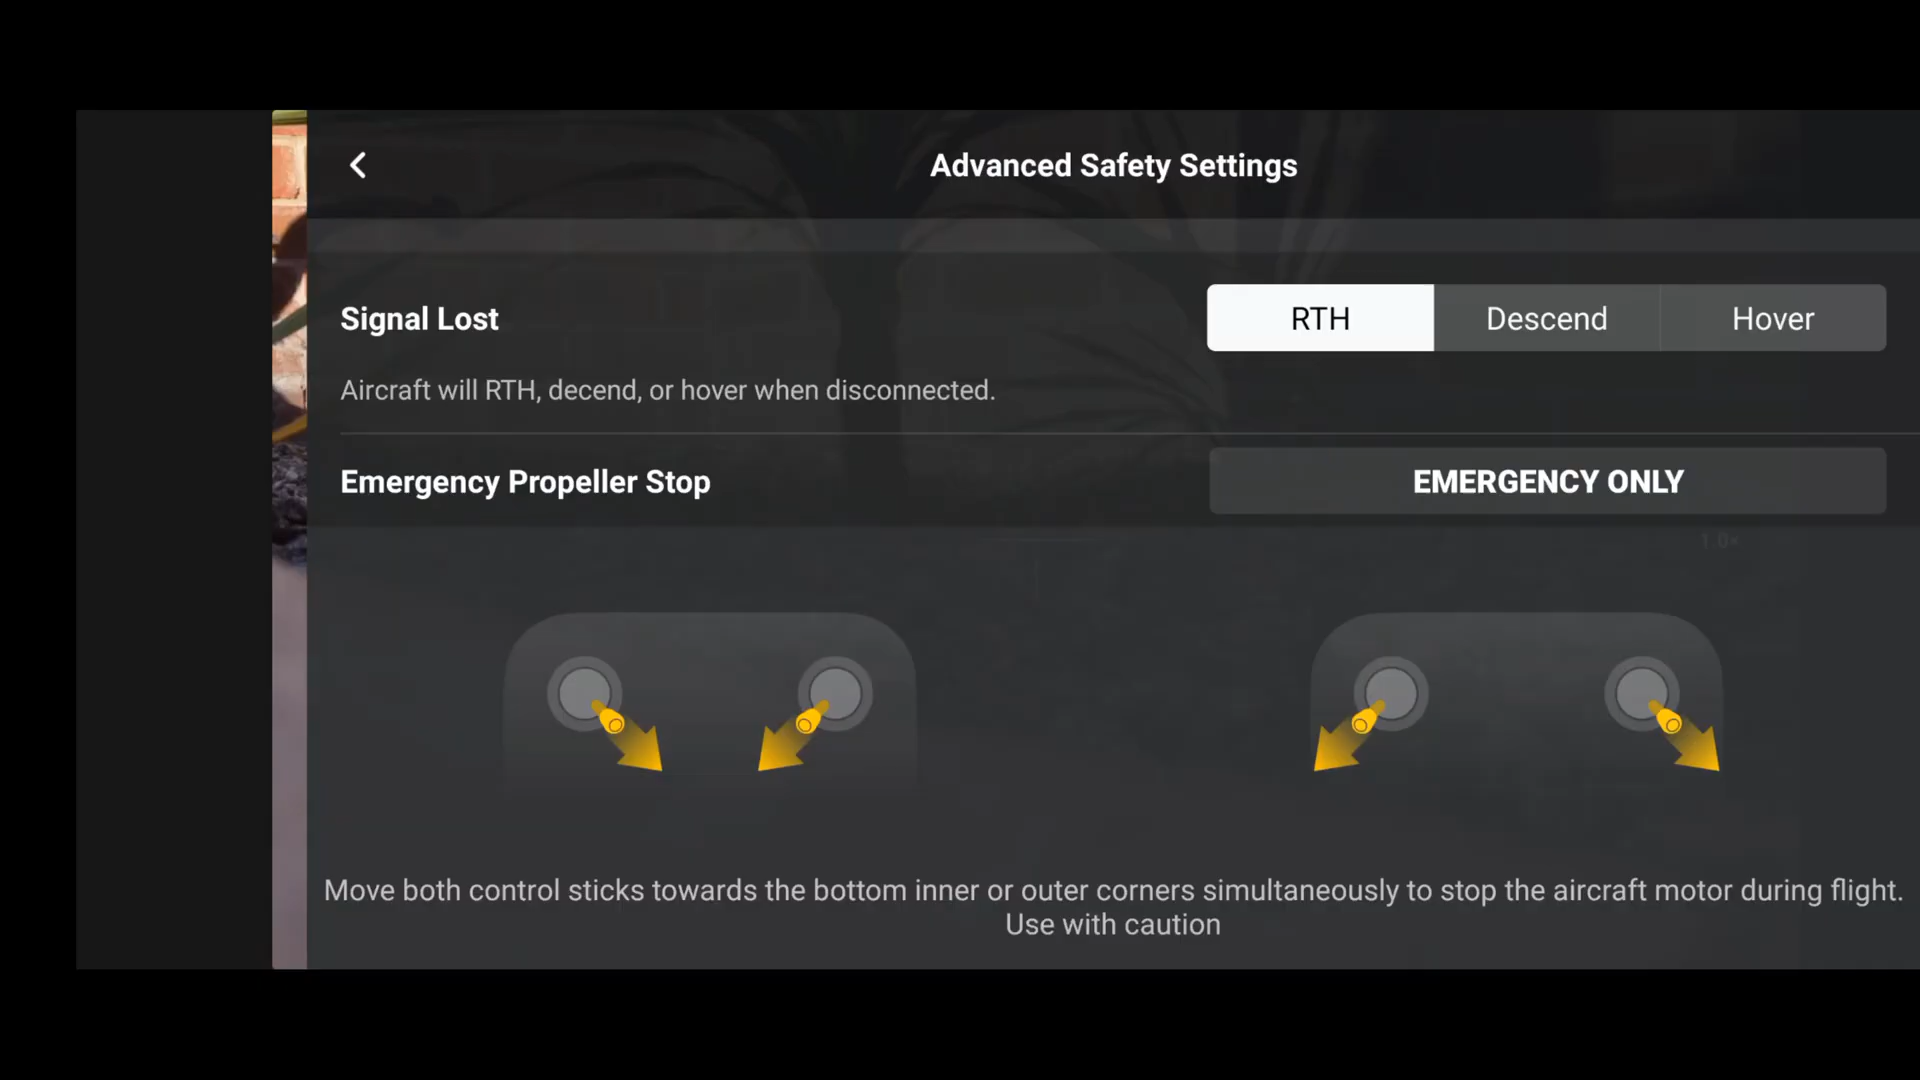 Advanced Safety Settings
Signal Lost
RTH
Descend
Hover
Aircraft will RTH, decend, or hover when disconnected.
Emergency Propeller Stop
EMERGENCY ONLY
1.0×
Move both control sticks towards the bottom inner or outer corners simultaneously to stop the aircraft motor during flight.
Use with caution